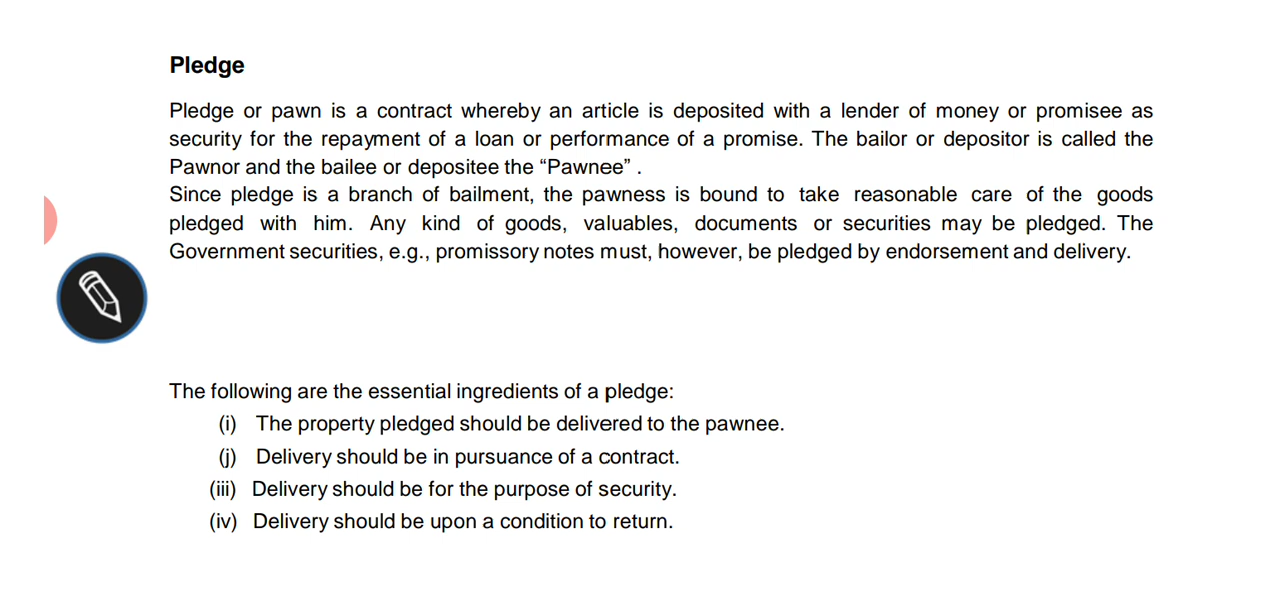 Pledge
Pledge or pawn is a contract whereby an article is deposited with a lender of money or promisee as
security for the repayment of a loan or performance of a promise. The bailor or depositor is called the
Pawnor and the bailee or depositee the “Pawnee” .
Since pledge is a branch of bailment, the pawness is bound to take reasonable care of the goods
pledged with him. Any kind of goods, valuables, documents or securities may be pledged. The
Government securities, e.g., promissory notes must, however, be pledged by endorsement and delivery.
The following are the essential ingredients of a pledge:
(i) The property pledged should be delivered to the pawnee.
(j) Delivery should be in pursuance of a contract.
(iii) Delivery should be for the purpose of security.
(iv) Delivery should be upon a condition to return.